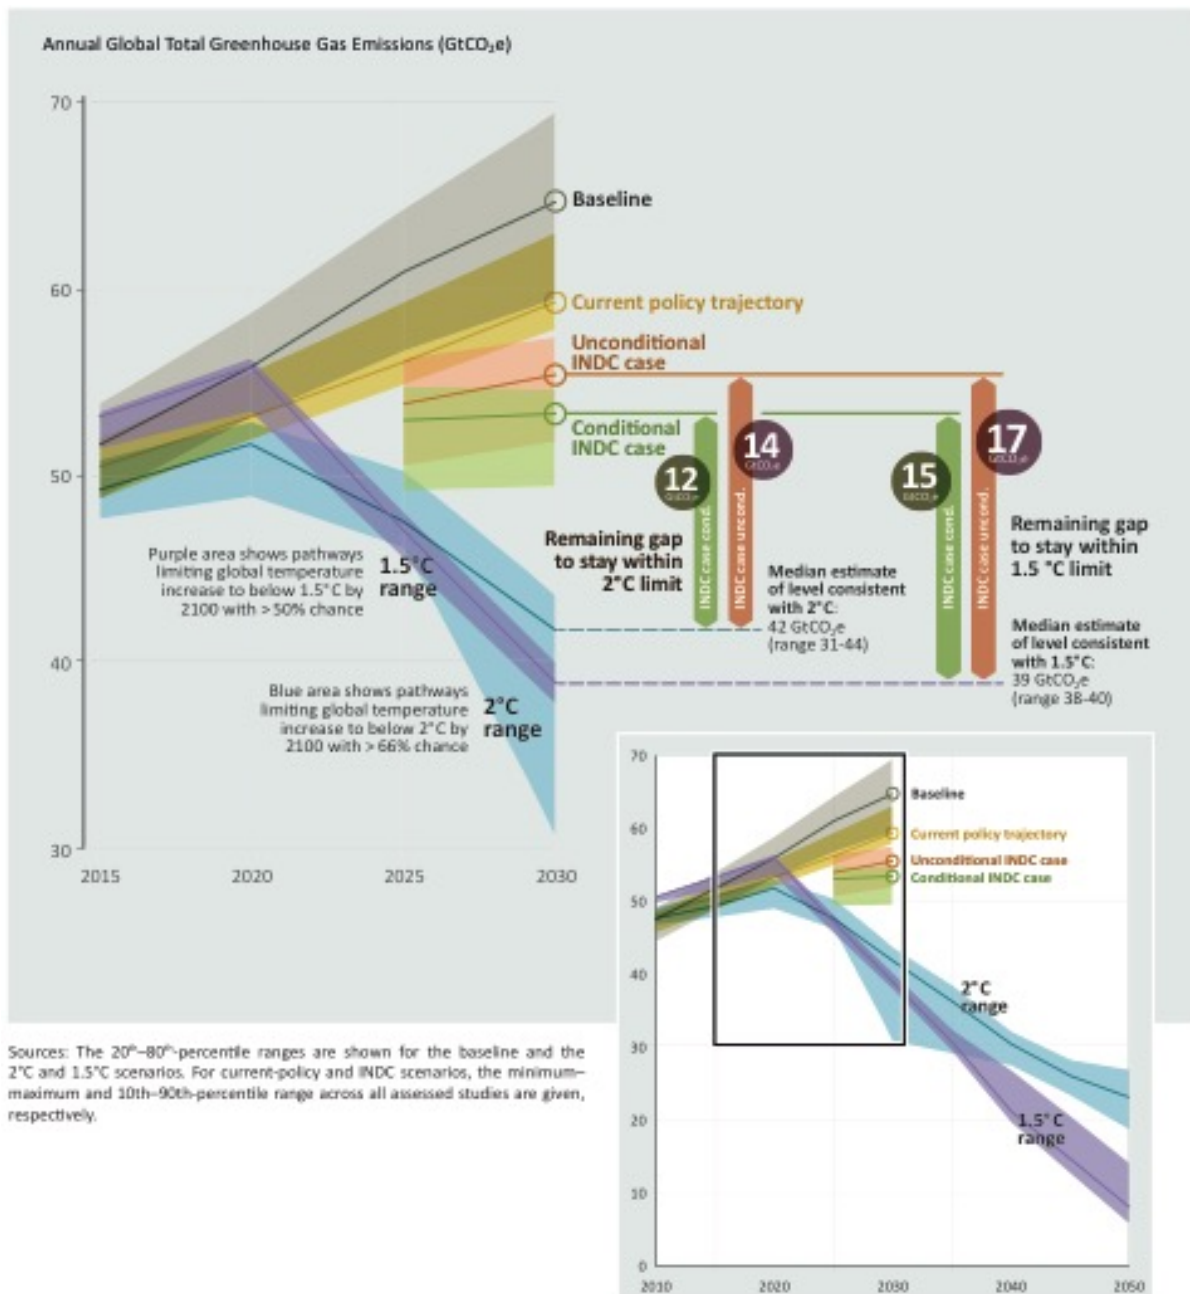 Annual Global Total Greenhouse Gas Emissions (GtCO₂e)
70
60
50
40
30
2015
2020
2025
2030
Baseline
Current policy trajectory
Unconditional
INDC case
Conditional
INDC case
12
GtCO₂e
14
GtCO₂e
15
GtCO₂e
17
GtCO₂e
INDC case cond.
INDC case uncond.
INDC case cond.
INDC case uncond.
Remaining gap
to stay within
2°C limit
Remaining gap
to stay within
1.5 °C limit
Median estimate
of level consistent
with 2°C:
42 GtCO₂e
(range 31-44)
Median estimate
of level consistent
with 1.5°C:
39 GtCO₂e
(range 38-40)
Purple area shows pathways
limiting global temperature
increase to below 1.5°C by
2100 with > 50% chance
1.5°C
range
Blue area shows pathways
limiting global temperature
increase to below 2°C by
2100 with > 66% chance
2°C
range
70
60
50
40
30
20
10
0
2010
2020
2030
2040
2050
Baseline
Current policy trajectory
Unconditional INDC case
Conditional INDC case
2°C
range
1.5°C
range
Sources: The 20th–80th-percentile ranges are shown for the baseline and the
2°C and 1.5°C scenarios. For current-policy and INDC scenarios, the minimum–
maximum and 10th–90th-percentile range across all assessed studies are given,
respectively.